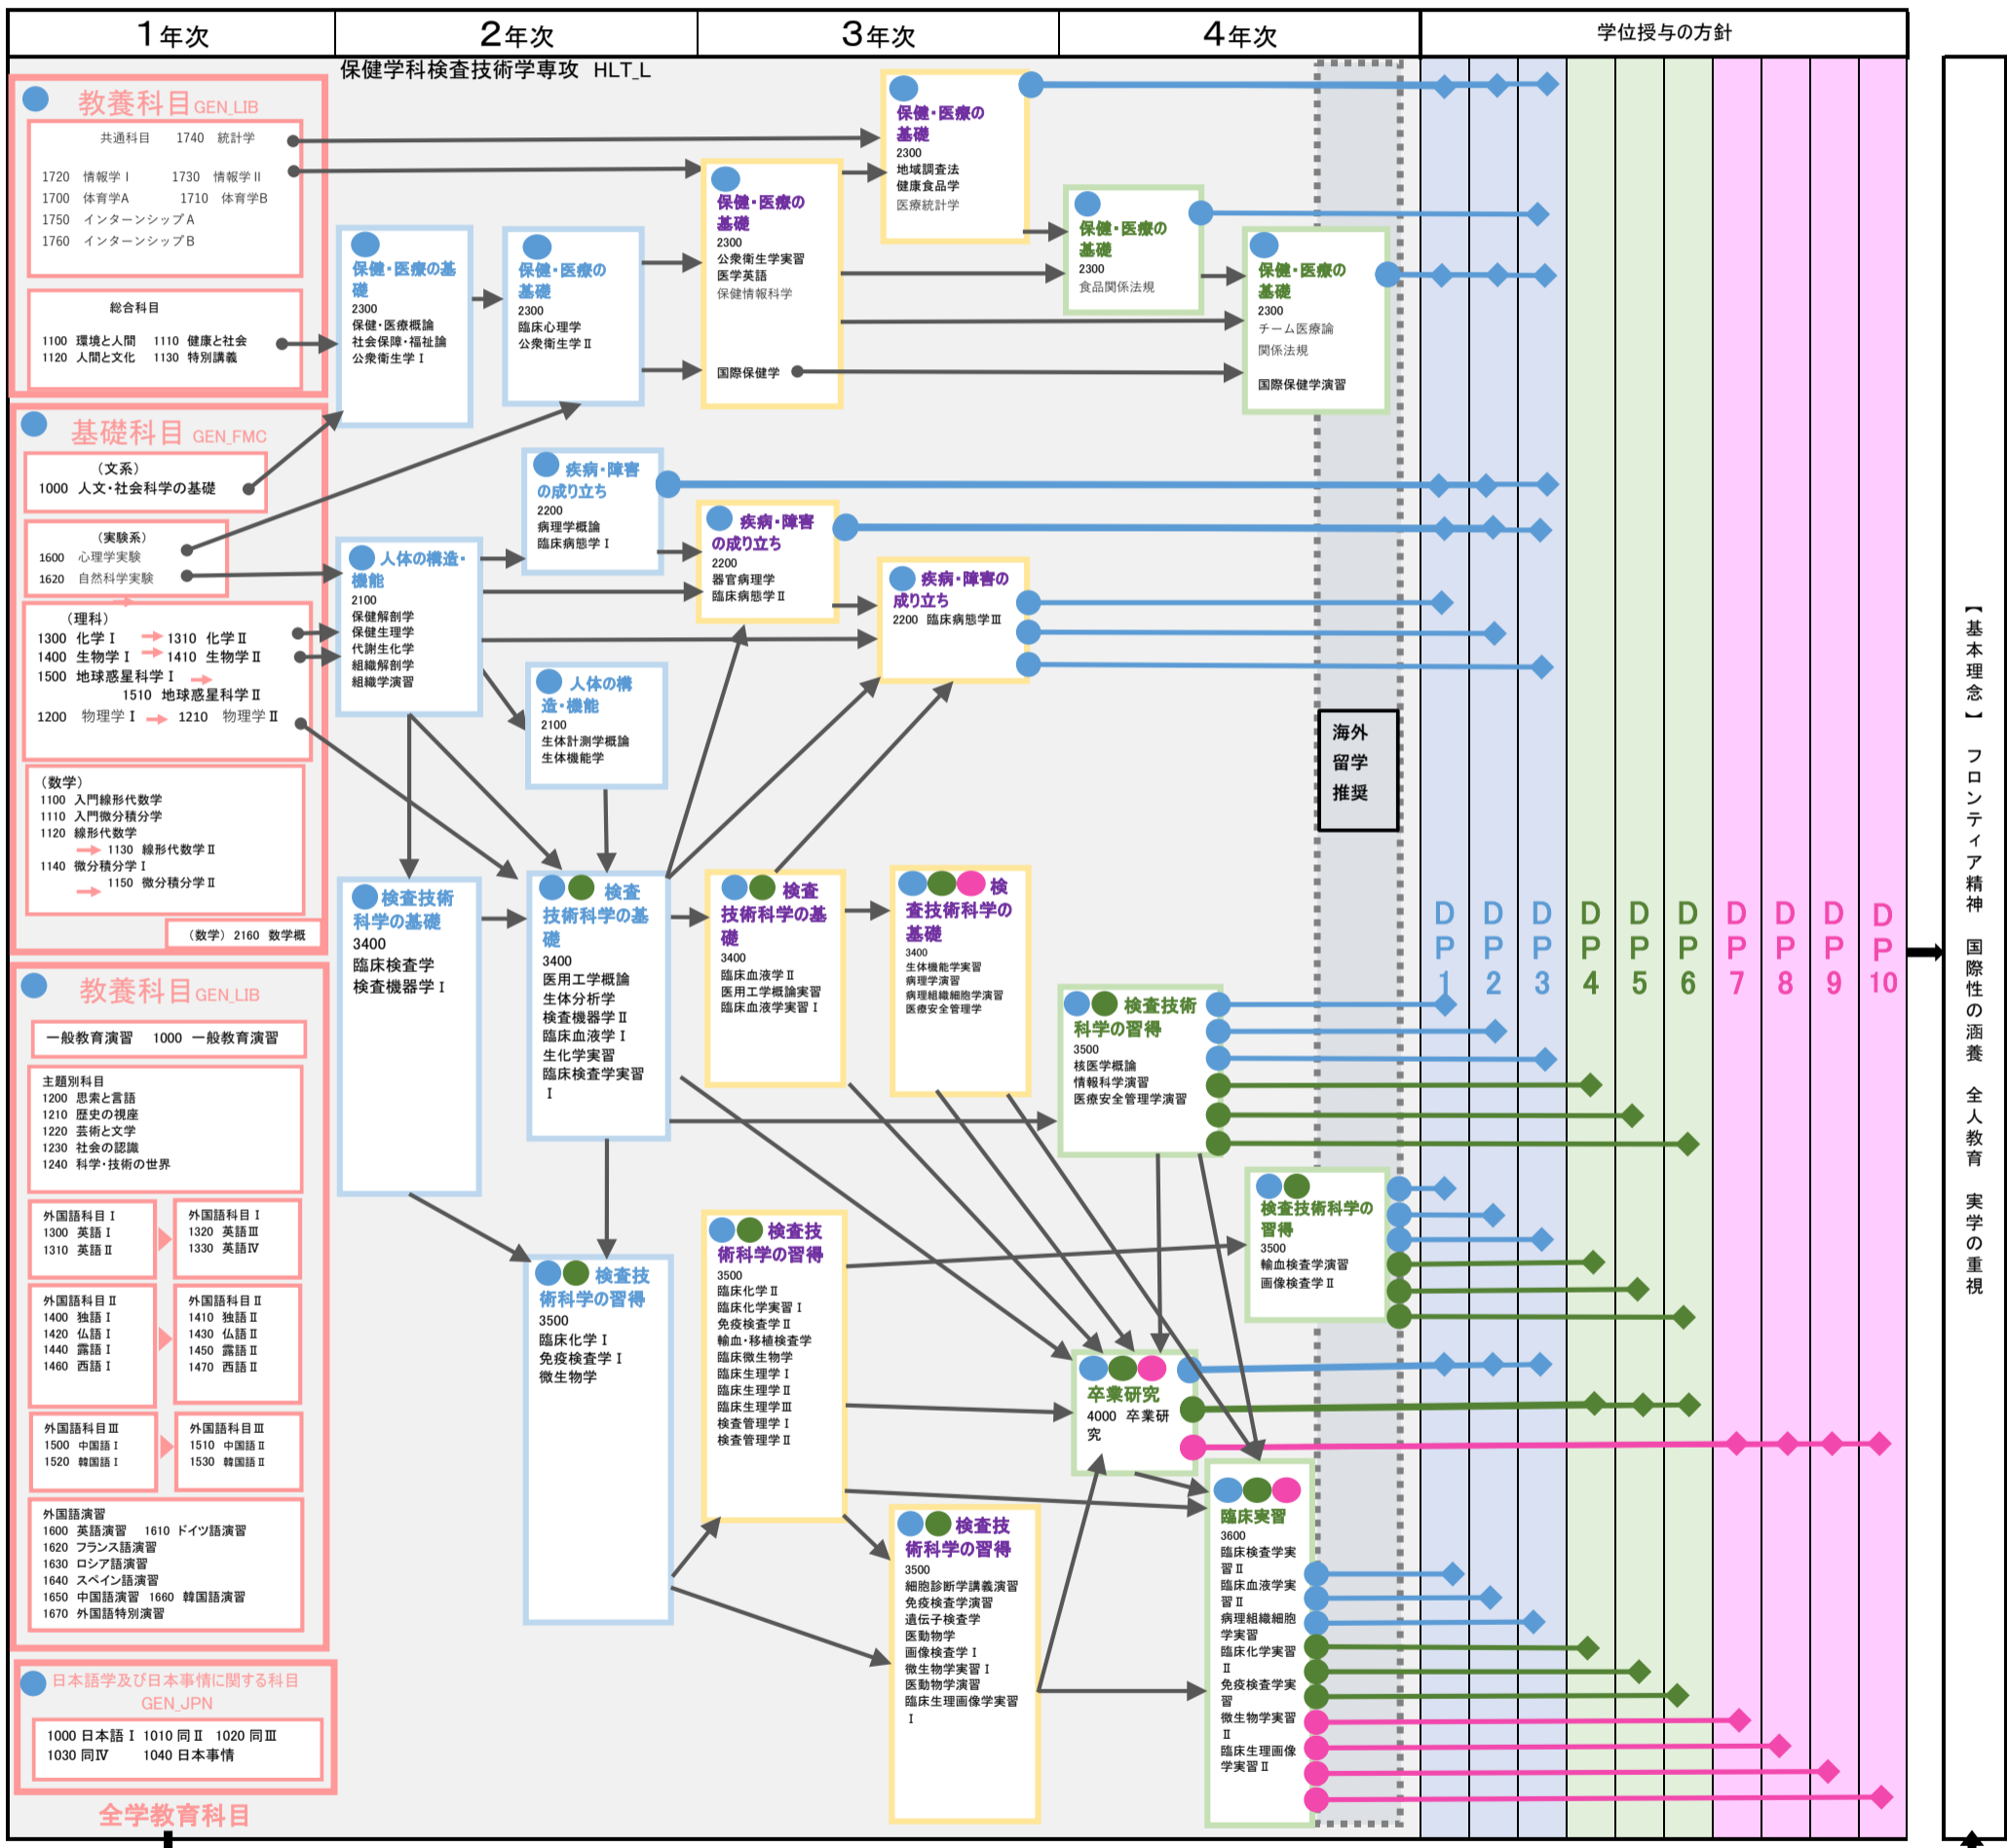 1年次
2年次
3年次
4年次
学位授与の方針
保健学科検査技術学専攻 HLT_L
教養科目GEN_LIB
共通科目 1740 統計学
1720 情報学Ⅰ 1730 情報学Ⅱ
1700 体育学A 1710 体育学B
1750 インターンシップA
1760 インターンシップB
総合科目
1100 環境と人間 1110 健康と社会
1120 人間と文化 1130 特別講義
基礎科目 GEN_FMC
(文系)
1000 人文・社会科学の基礎
(実験系)
1600 心理学実験
1620 自然科学実験
(理科)
1300 化学Ⅰ 1310 化学Ⅱ
1400 生物学Ⅰ 1410 生物学Ⅱ
1500 地球惑星科学Ⅰ
1510 地球惑星科学Ⅱ
1200 物理学Ⅰ 1210 物理学Ⅱ
(数学)
1100 入門線形代数学
1110 入門微分積分学
1120 線形代数学
1130 線形代数学Ⅱ
1140 微分積分学Ⅰ
1150 微分積分学Ⅱ
(数学) 2160 数学概
教養科目GEN_LIB
一般教育演習 1000 一般教育演習
主題別科目
1200 思索と言語
1210 歴史の視座
1220 芸術と文学
1230 社会の認識
1240 科学・技術の世界
外国語科目Ⅰ
1300 英語Ⅰ
1310 英語Ⅱ
外国語科目Ⅰ
1320 英語Ⅲ
1330 英語Ⅳ
外国語科目Ⅱ
1400 独語Ⅰ
1420 仏語Ⅰ
1440 露語Ⅰ
1460 西語Ⅰ
外国語科目Ⅱ
1410 独語Ⅱ
1430 仏語Ⅱ
1450 露語Ⅱ
1470 西語Ⅱ
外国語科目Ⅲ
1500 中国語Ⅰ
1520 韓国語Ⅰ
外国語科目Ⅲ
1510 中国語Ⅱ
1530 韓国語Ⅱ
外国語演習
1600 英語演習 1610 ドイツ語演習
1620 フランス語演習
1630 ロシア語演習
1640 スペイン語演習
1650 中国語演習 1660 韓国語演習
1670 外国語特別演習
日本語学及び日本事情に関する科目
GEN_JPN
1000 日本語Ⅰ 1010 同Ⅱ 1020 同Ⅲ
1030 同Ⅳ 1040 日本事情
全学教育科目
保健・医療の基
礎
2300
保健・医療概論
社会保障・福祉論
公衆衛生学Ⅰ
保健・医療の
基礎
2300
臨床心理学
公衆衛生学Ⅱ
人体の構造・
機能
2100
保健解剖学
保健生理学
代謝生化学
組織解剖学
組織学演習
疾病・障害
の成り立ち
2200
病理学概論
臨床病態学Ⅰ
人体の構
造・機能
2100
生体計測学概論
生体機能学
検査技術
科学の基礎
3400
臨床検査学
検査機器学Ⅰ
検査
技術科学の基
礎
3400
医用工学概論
生体分析学
検査機器学Ⅱ
臨床血液学Ⅰ
生化学実習
臨床検査学実習
Ⅰ
検査技
術科学の習得
3500
臨床化学Ⅰ
免疫検査学Ⅰ
微生物学
保健・医療の
基礎
2300
公衆衛生学実習
医学英語
保健情報科学
国際保健学
保健・医療の
基礎
2300
地域調査法
健康食品学
医療統計学
疾病・障害
の成り立ち
2200
器官病理学
臨床病態学Ⅱ
疾病・障害の
成り立ち
2200 臨床病態学Ⅲ
検査
技術科学の基
礎
3400
臨床血液学Ⅱ
医用工学概論実習
臨床血液学実習Ⅰ
検
査技術科学の
基礎
3400
生体機能学実習
病理学演習
病理組織細胞学演習
医療安全管理学
検査技
術科学の習得
3500
臨床化学Ⅱ
臨床化学実習Ⅰ
免疫検査学Ⅱ
輸血・移植検査学
臨床微生物学
臨床生理学Ⅰ
臨床生理学Ⅱ
臨床生理学Ⅲ
検査管理学Ⅰ
検査管理学Ⅱ
検査技
術科学の習得
3500
細胞診断学講義演習
免疫検査学演習
遺伝子検査学
医動物学
画像検査学Ⅰ
微生物学実習Ⅰ
医動物学演習
臨床生理画像学実習
Ⅰ
保健・医療の
基礎
2300
食品関係法規
保健・医療の
基礎
2300
チーム医療論
関係法規
国際保健学演習
海外
留学
推奨
検査技術
科学の習得
3500
核医学概論
情報科学演習
医療安全管理学演習
検査技術科学の
習得
3500
輸血検査学演習
画像検査学Ⅱ
卒業研究
4000 卒業研
究
臨床実習
3600
臨床検査学実
習Ⅱ
臨床血液学実
習Ⅱ
病理組織細胞
学実習
臨床化学実習
Ⅱ
免疫検査学実
習
微生物学実習
Ⅱ
臨床生理画像
学実習Ⅱ
DP1
DP2
DP3
DP4
DP5
DP6
DP7
DP8
DP9
DP10
【基本理念】 フロンティア精神 国際性の涵養 全人教育 実学の重視